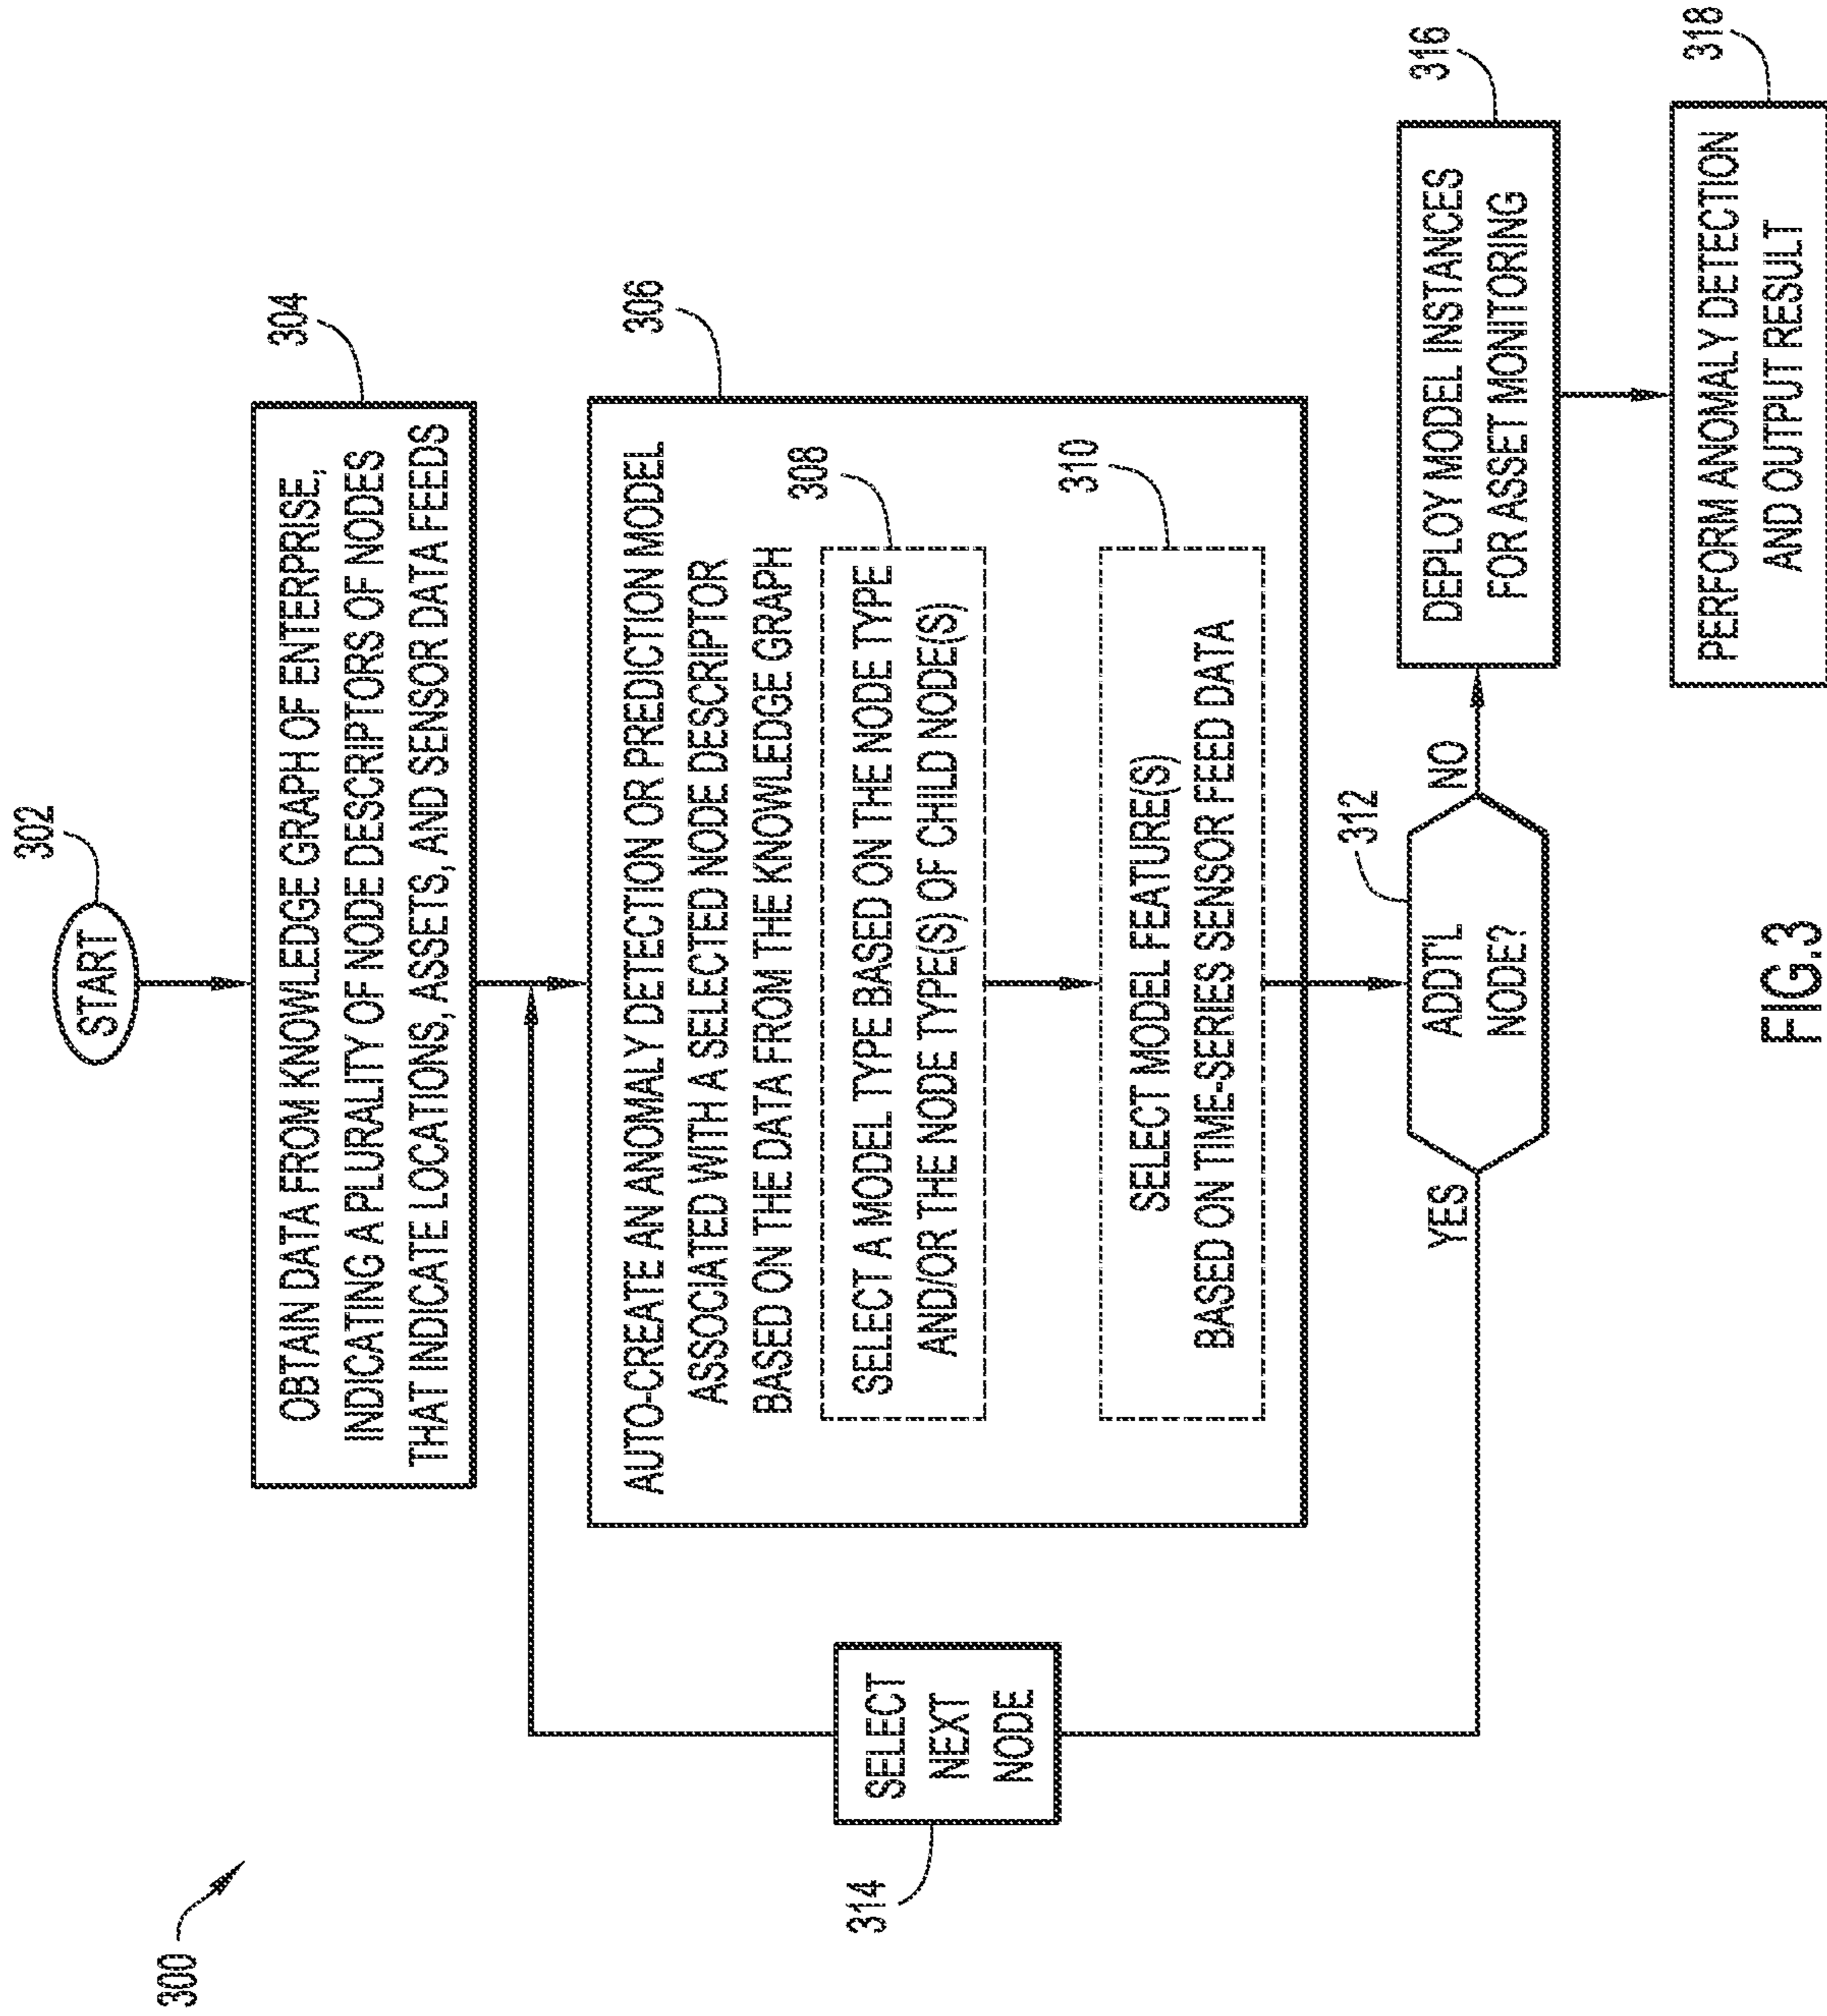 300
302
START
304
OBTAIN DATA FROM KNOWLEDGE GRAPH OF ENTERPRISE,
INDICATING A PLURALITY OF NODE DESCRIPTORS OF NODES
THAT INDICATE LOCATIONS, ASSETS, AND SENSOR DATA FEEDS
306
AUTO-CREATE AN ANOMALY DETECTION OR PREDICTION MODEL
ASSOCIATED WITH A SELECTED NODE DESCRIPTOR
BASED ON THE DATA FROM THE KNOWLEDGE GRAPH
308
SELECT A MODEL TYPE BASED ON THE NODE TYPE
AND/OR THE NODE TYPE(S) OF CHILD NODE(S)
310
SELECT MODEL FEATURE(S)
BASED ON TIME-SERIES SENSOR FEED DATA
314
SELECT
NEXT
NODE
312
ADDT'L
NODE?
YES
NO
316
DEPLOY MODEL INSTANCES
FOR ASSET MONITORING
318
PERFORM ANOMALY DETECTION
AND OUTPUT RESULT
FIG.3